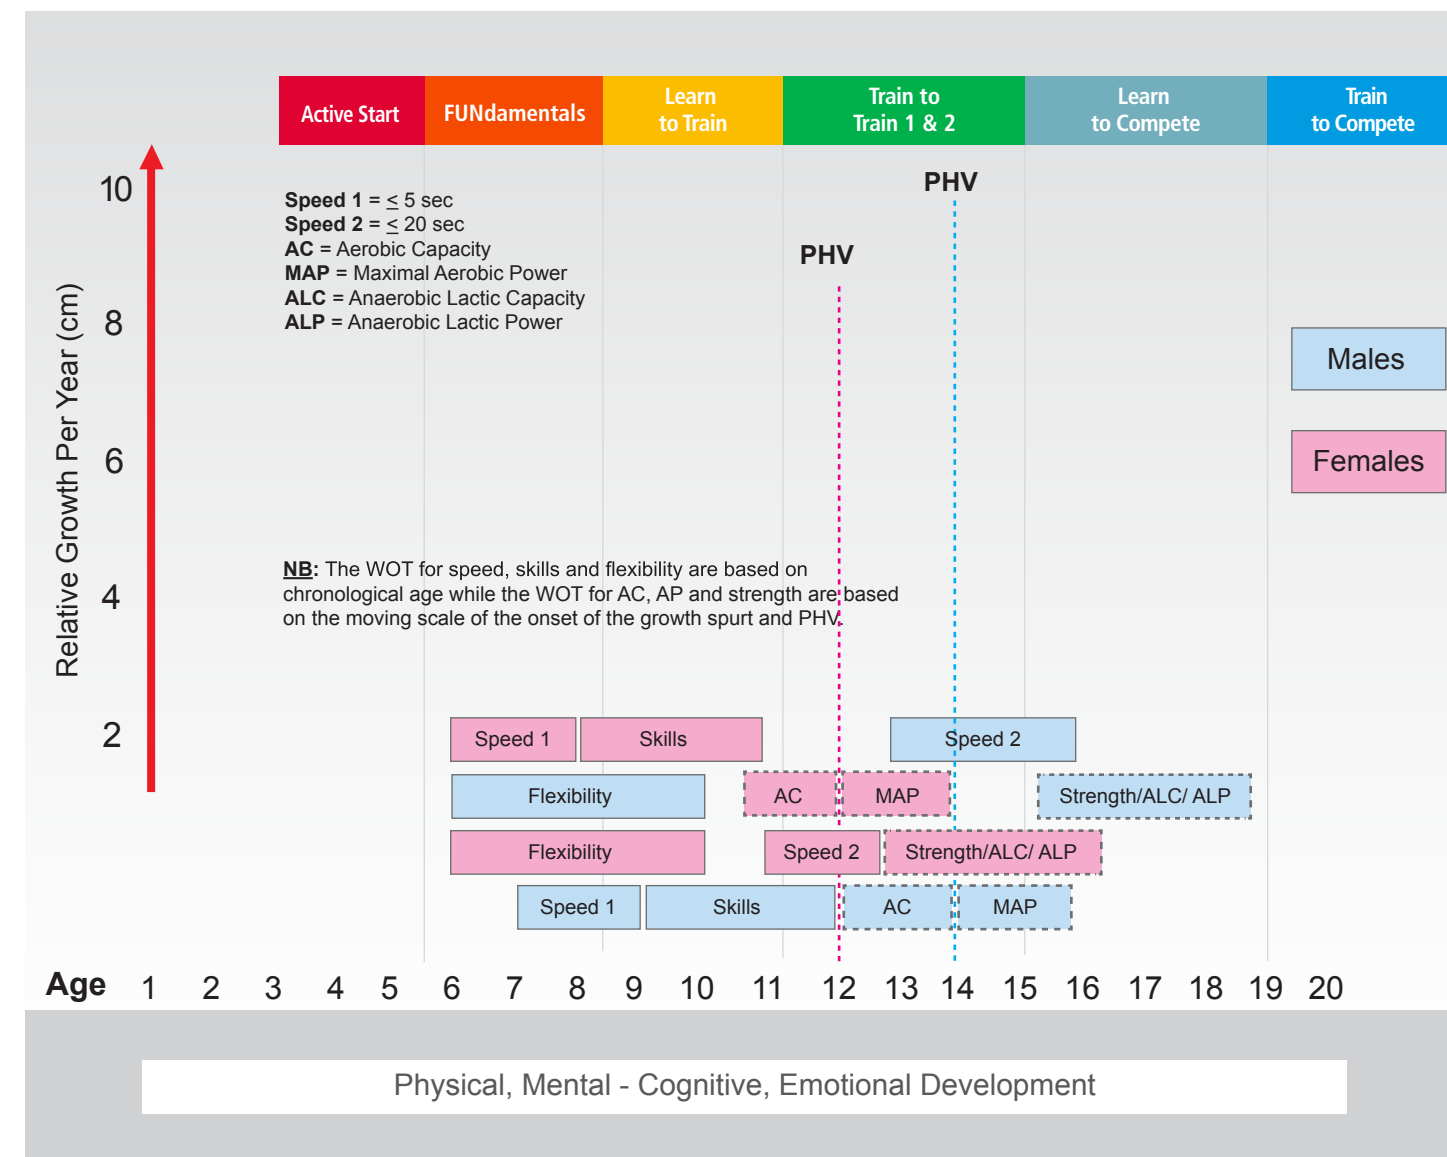 Active Start
FUNdamentals
Learn
to Train
Train to
Train 1 & 2
Learn
to Compete
Train
to Compete
10
8
6
4
2
Relative Growth Per Year (cm)
Speed 1 = ≤ 5 sec
Speed 2 = ≤ 20 sec
AC = Aerobic Capacity
MAP = Maximal Aerobic Power
ALC = Anaerobic Lactic Capacity
ALP = Anaerobic Lactic Power
PHV
PHV
Males
Females
NB: The WOT for speed, skills and flexibility are based on
chronological age while the WOT for AC, AP and strength are based
on the moving scale of the onset of the growth spurt and PHV.
Speed 1
Skills
Speed 2
Flexibility
AC
MAP
Strength/ALC/ ALP
Flexibility
Speed 2
Strength/ALC/ ALP
Speed 1
Skills
AC
MAP
Age 1 2 3 4 5 6 7 8 9 10 11 12 13 14 15 16 17 18 19 20
Physical, Mental - Cognitive, Emotional Development